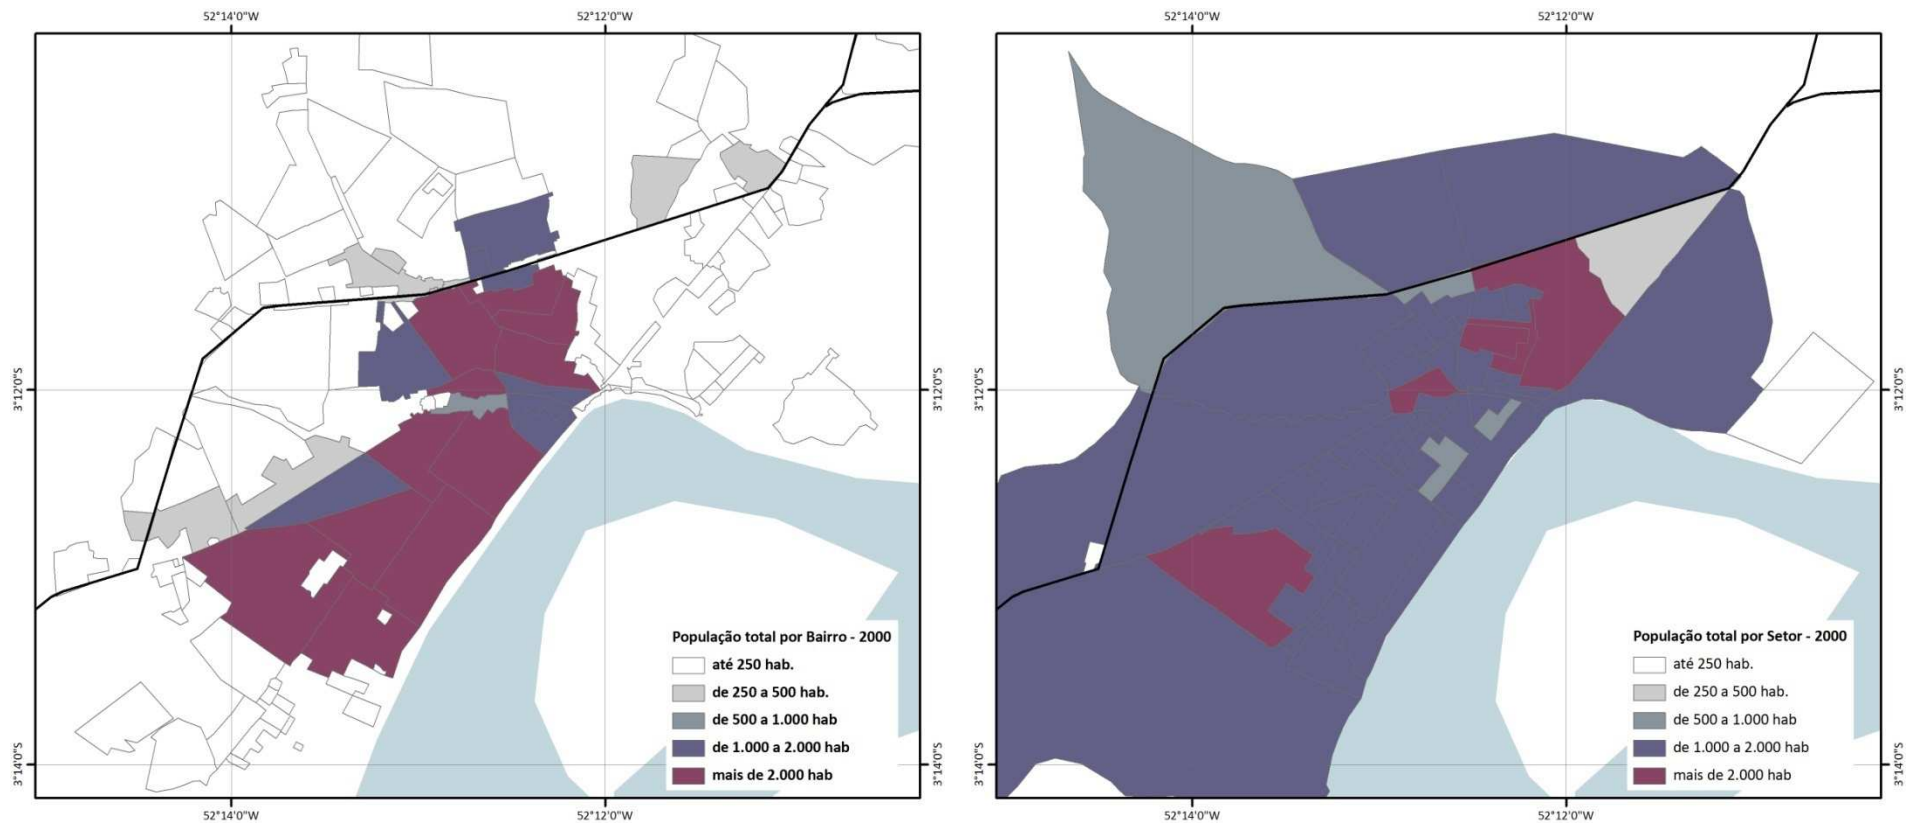 52°14'0"W
52°12'0"W
52°14'0"W
52°12'0"W
3°12'0"S
3°12'0"S
3°12'0"S
3°12'0"S
População total por Bairro - 2000
até 250 hab.
de 250 a 500 hab.
de 500 a 1.000 hab
de 1.000 a 2.000 hab
mais de 2.000 hab
População total por Setor - 2000
até 250 hab.
de 250 a 500 hab.
de 500 a 1.000 hab
de 1.000 a 2.000 hab
mais de 2.000 hab
3°14'0"S
3°14'0"S
3°14'0"S
3°14'0"S
52°14'0"W
52°12'0"W
52°14'0"W
52°12'0"W